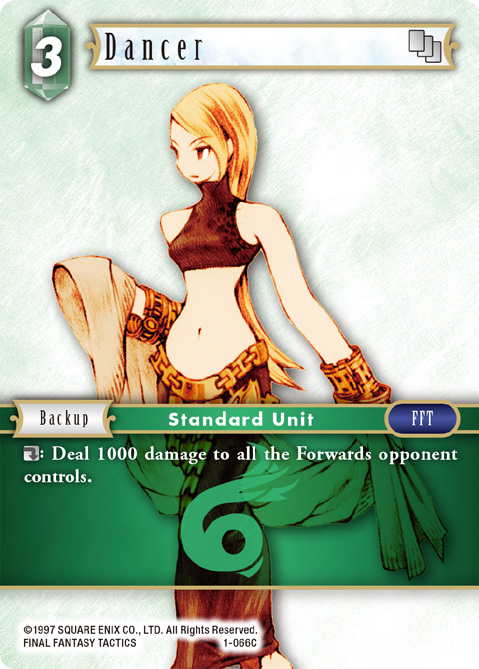 3
Dancer
Backup
Standard Unit
FFT
: Deal 1000 damage to all the Forwards opponent
controls.
©1997 SQUARE ENIX CO., LTD. All Rights Reserved.
FINAL FANTASY TACTICS 1-066C